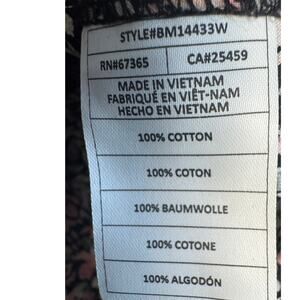 STYLE#BM14433W
RN#67365 CA#25459
MADE IN VIETNAM
FABRIQUÉ EN VIÊT-NAM
HECHO EN VIETNAM
100% COTTON
100% COTON
100% BAUMWOLLE
100% COTONE
100% ALGODÓN